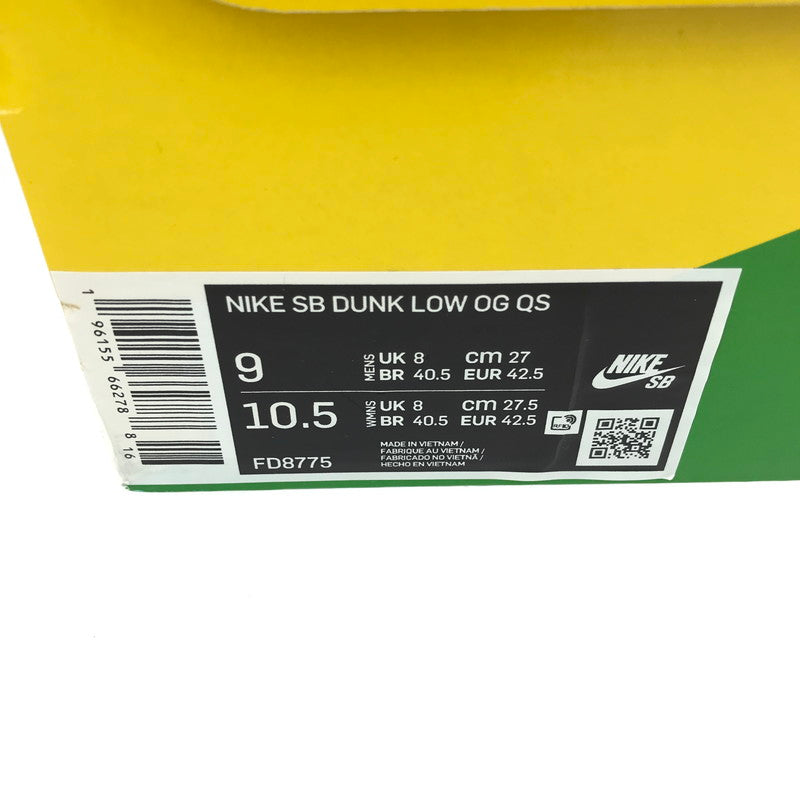 1 96155 66278 8 16
NIKE SB DUNK LOW OG QS
9
MENS
UK 8 cm 27
BR 40.5 EUR 42.5
10.5
WMNS
UK 8 cm 27.5
BR 40.5 EUR 42.5
FD8775
MADE IN VIETNAM /
FABRIQUE AU VIETNAM /
FABRICADO NO VIETNÃ /
HECHO EN VIETNAM
RFID
NIKE
SB